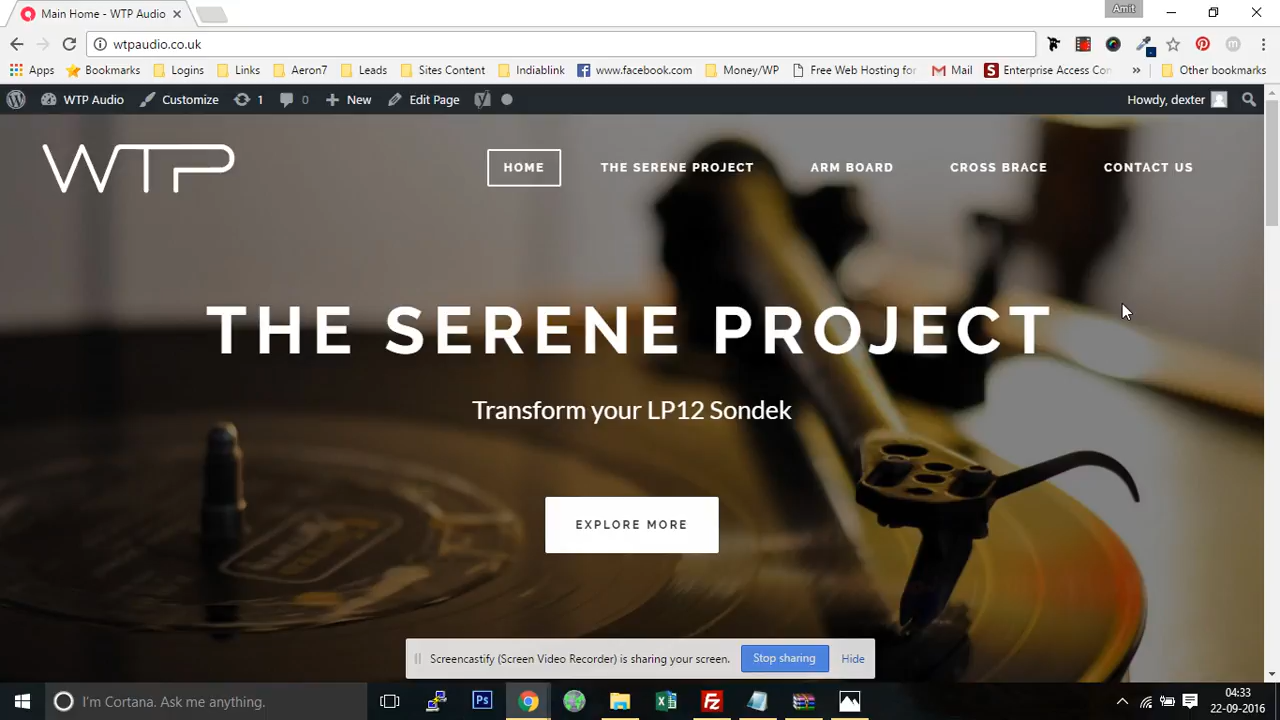 Main Home - WTP Audio
Amit
wtpaudio.co.uk
Apps Bookmarks Logins Links Aeron7 Leads Sites Content Indiablink www.facebook.com Money/WP Free Web Hosting for Mail Enterprise Access Con » Other bookmarks
WTP Audio Customize 1 0 New Edit Page Howdy, dexter
WTP
HOME THE SERENE PROJECT ARM BOARD CROSS BRACE CONTACT US
THE SERENE PROJECT
Transform your LP12 Sondek
EXPLORE MORE
Screencastify (Screen Video Recorder) is sharing your screen. Stop sharing Hide
I'm Cortana. Ask me anything.
04:33
22-09-2016